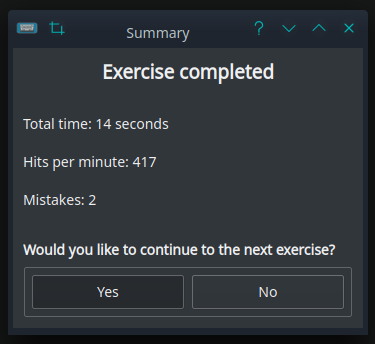 Summary
Exercise completed
Total time: 14 seconds
Hits per minute: 417
Mistakes: 2
Would you like to continue to the next exercise?
Yes No